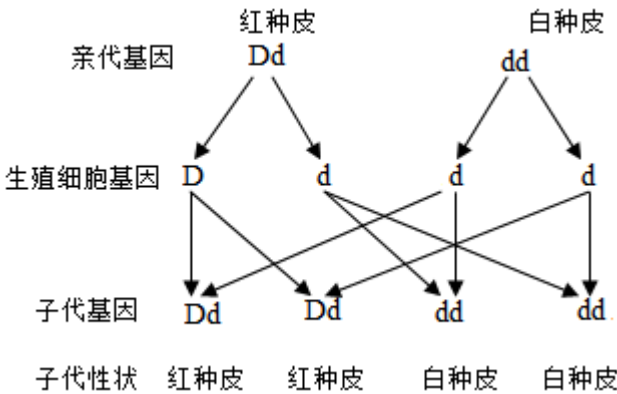 红种皮 白种皮
亲代基因 Dd dd
生殖细胞基因 D d d d
子代基因 Dd Dd dd dd
子代性状 红种皮 红种皮 白种皮 白种皮